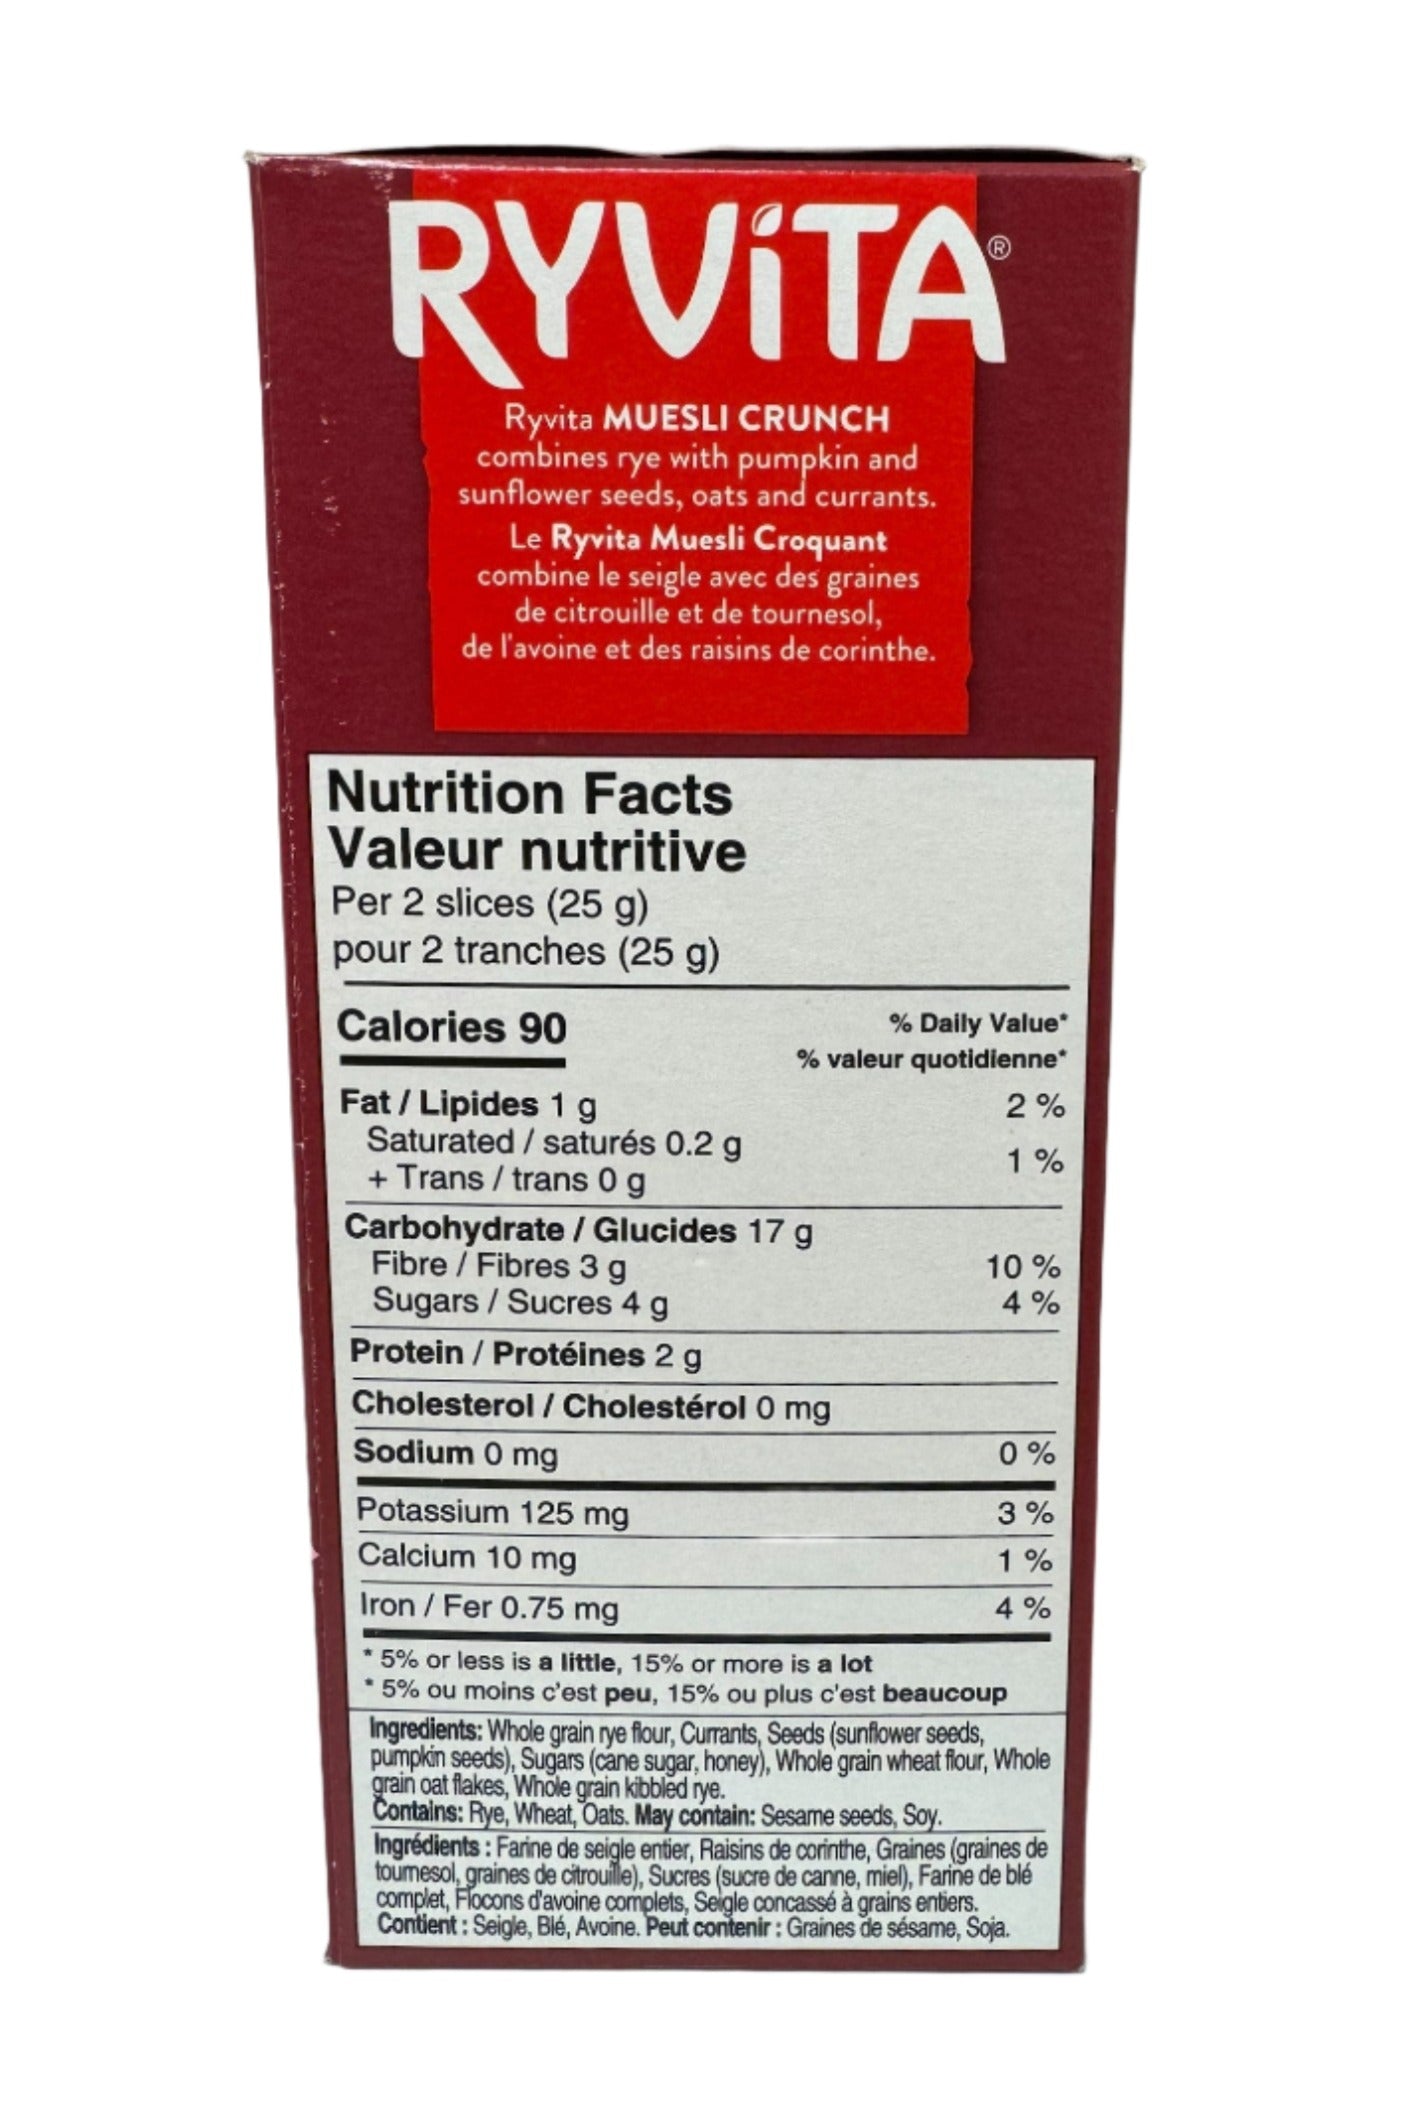 RYVITA®
Ryvita MUESLI CRUNCH
combines rye with pumpkin and
sunflower seeds, oats and currants.
Le Ryvita Muesli Croquant
combine le seigle avec des graines
de citrouille et de tournesol,
de l'avoine et des raisins de corinthe.
Nutrition Facts
Valeur nutritive
Per 2 slices (25 g)
pour 2 tranches (25 g)
Calories 90 % Daily Value*
% valeur quotidienne*
Fat / Lipides 1 g 2 %
Saturated / saturés 0.2 g
+ Trans / trans 0 g 1 %
Carbohydrate / Glucides 17 g
Fibre / Fibres 3 g 10 %
Sugars / Sucres 4 g 4 %
Protein / Protéines 2 g
Cholesterol / Cholestérol 0 mg
Sodium 0 mg 0 %
Potassium 125 mg 3 %
Calcium 10 mg 1 %
Iron / Fer 0.75 mg 4 %
* 5% or less is a little, 15% or more is a lot
* 5% ou moins c'est peu, 15% ou plus c'est beaucoup
Ingredients: Whole grain rye flour, Currants, Seeds (sunflower seeds,
pumpkin seeds), Sugars (cane sugar, honey), Whole grain wheat flour, Whole
grain oat flakes, Whole grain kibbled rye.
Contains: Rye, Wheat, Oats. May contain: Sesame seeds, Soy.
Ingrédients : Farine de seigle entier, Raisins de corinthe, Graines (graines de
tournesol, graines de citrouille), Sucres (sucre de canne, miel), Farine de blé
complet, Flocons d'avoine complets, Seigle concassé à grains entiers.
Contient : Seigle, Blé, Avoine. Peut contenir : Graines de sésame, Soja.